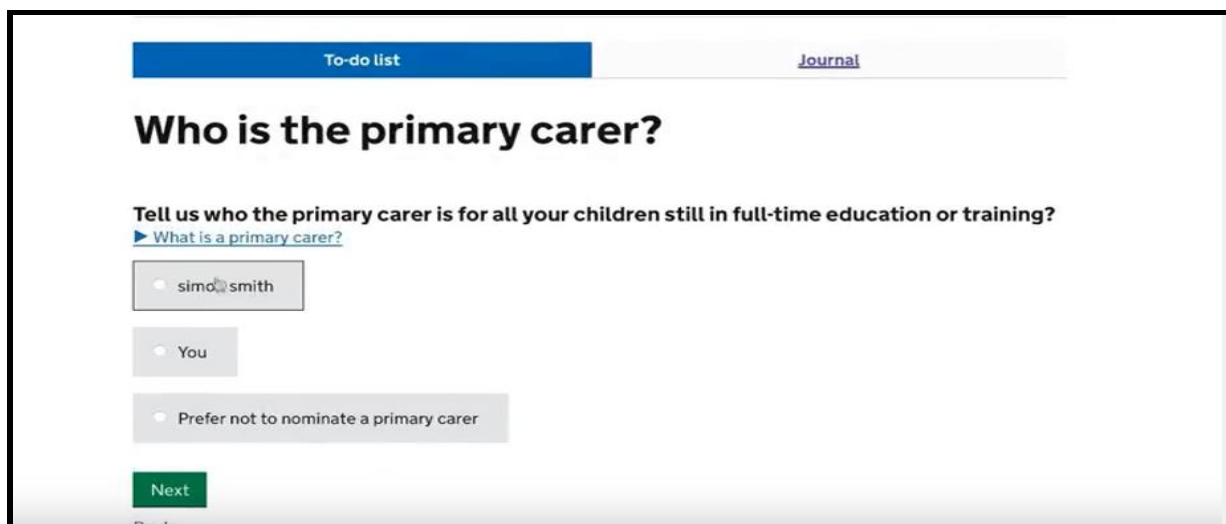 To-do list
Journal
Who is the primary carer?
Tell us who the primary carer is for all your children still in full-time education or training?
▶ What is a primary carer?
smith
You
Prefer not to nominate a primary carer
Next